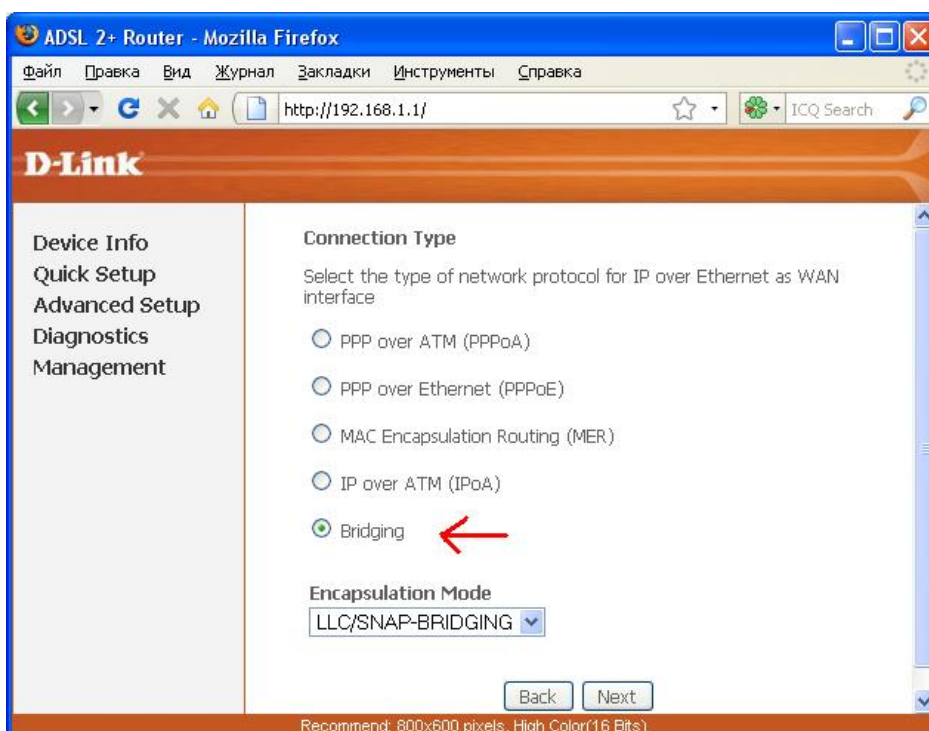 ADSL 2+ Router - Mozilla Firefox
Файл Правка Вид Журнал Закладки Инструменты Справка
http://192.168.1.1/
ICQ Search
D-Link
Device Info
Quick Setup
Advanced Setup
Diagnostics
Management
Connection Type
Select the type of network protocol for IP over Ethernet as WAN
interface
PPP over ATM (PPPoA)
PPP over Ethernet (PPPoE)
MAC Encapsulation Routing (MER)
IP over ATM (IPoA)
Bridging
Encapsulation Mode
LLC/SNAP-BRIDGING
Back Next
Recommend: 800x600 pixels, High Color(16 Bits)